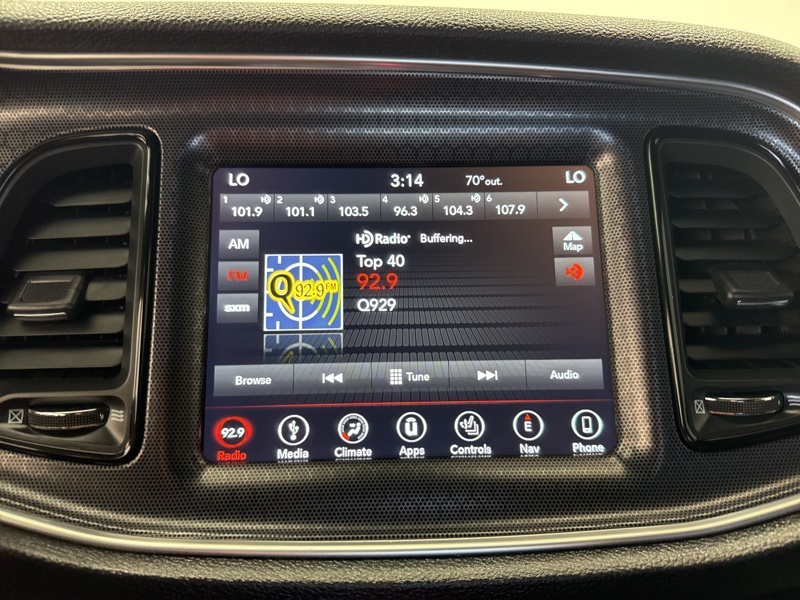 LO 3:14 70°out. LO
1 101.9 2 101.1 3 103.5 4 96.3 5 104.3 6 107.9
AM
HD Radio Buffering...
Map
Top 40
FM
92.9
Q 92.9 FM
Q929
sxm
Browse Tune Audio
92.9 E
Radio Media Climate Apps Controls Nav Phone